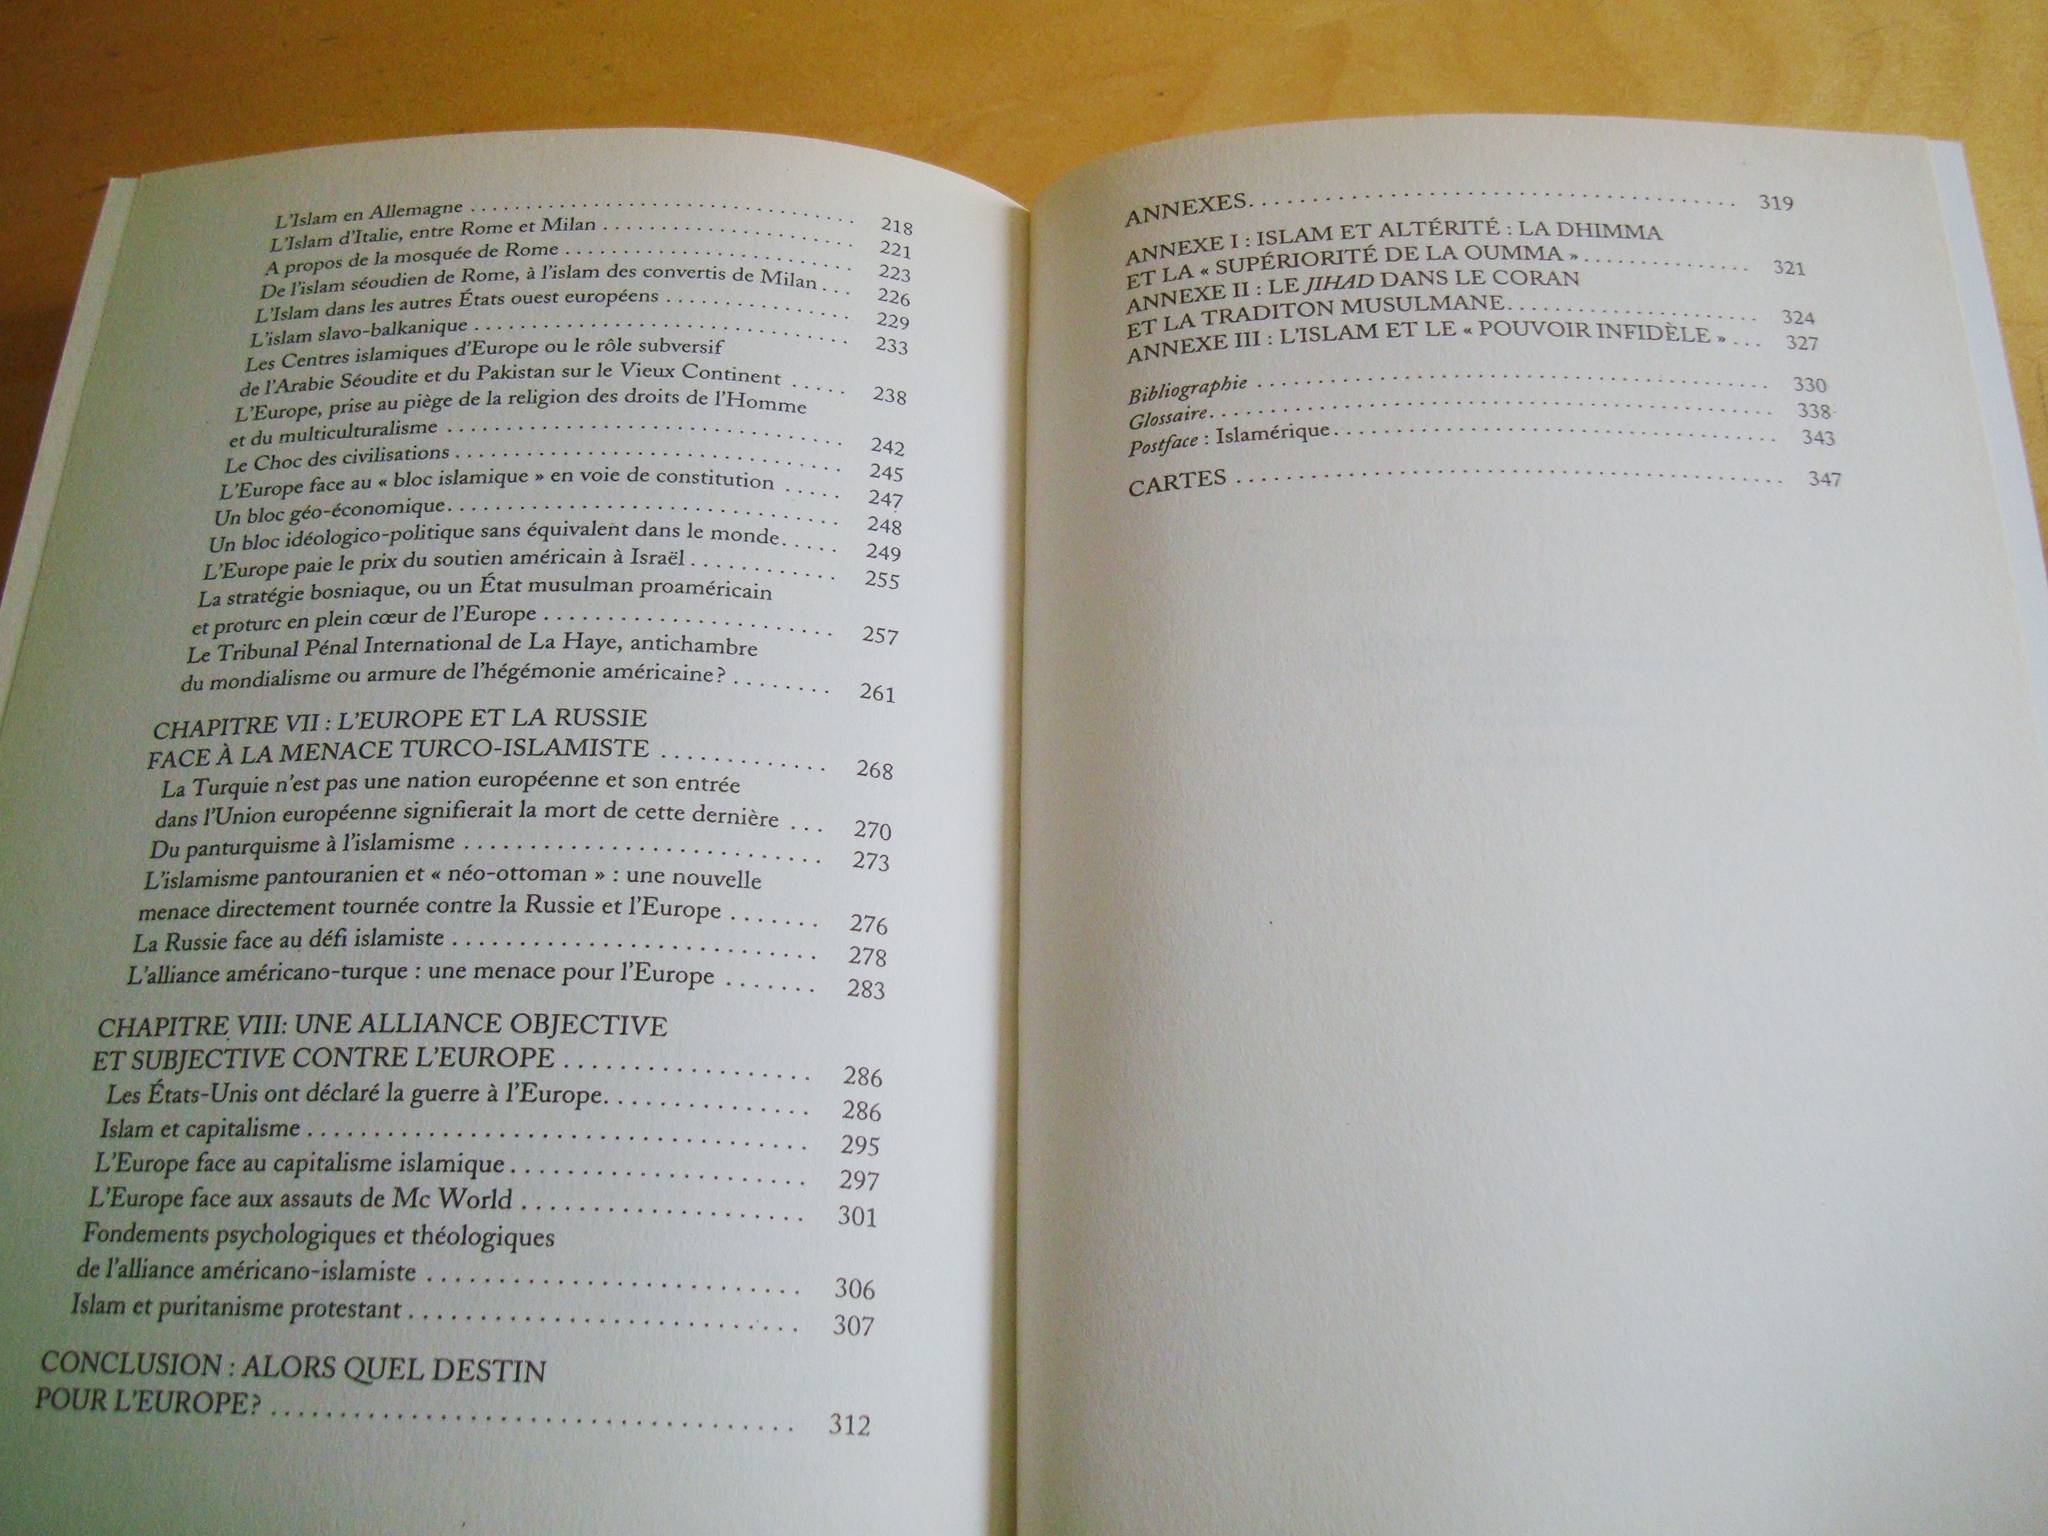 L'Islam en Allemagne . . . . . . . . . . . . . . . . . . . . . . . . . . . . . . 218
L'Islam d'Italie, entre Rome et Milan . . . . . . . . . . . . . . . . . . . 221
A propos de la mosquée de Rome . . . . . . . . . . . . . . . . . . . . . 223
De l'islam séoudien de Rome, à l'islam des convertis de Milan . . . 226
L'Islam dans les autres États ouest européens . . . . . . . . . . . . . 229
L'islam slavo-balkanique . . . . . . . . . . . . . . . . . . . . . . . . . . . 233
Les Centres islamiques d'Europe ou le rôle subversif
de l'Arabie Séoudite et du Pakistan sur le Vieux Continent . . . . . 238
L'Europe, prise au piège de la religion des droits de l'Homme
et du multiculturalisme . . . . . . . . . . . . . . . . . . . . . . . . . . . . 242
Le Choc des civilisations . . . . . . . . . . . . . . . . . . . . . . . . . . . 245
L'Europe face au « bloc islamique » en voie de constitution . . . . . 247
Un bloc géo-économique. . . . . . . . . . . . . . . . . . . . . . . . . . . . 248
Un bloc idéologico-politique sans équivalent dans le monde. . . . . 249
L'Europe paie le prix du soutien américain à Israël . . . . . . . . . . . 255
La stratégie bosniaque, ou un État musulman proaméricain
et proturc en plein cœur de l'Europe . . . . . . . . . . . . . . . . . . . . 257
Le Tribunal Pénal International de La Haye, antichambre
du mondialisme ou armure de l'hégémonie américaine? . . . . . . . . 261
CHAPITRE VII : L'EUROPE ET LA RUSSIE
FACE À LA MENACE TURCO-ISLAMISTE . . . . . . . . . . . . . 268
La Turquie n'est pas une nation européenne et son entrée
dans l'Union européenne signifierait la mort de cette dernière . . . 270
Du panturquisme à l'islamisme . . . . . . . . . . . . . . . . . . . . . . . . 273
L'islamisme pantouranien et « néo-ottoman » : une nouvelle
menace directement tournée contre la Russie et l'Europe . . . . . . . 276
La Russie face au défi islamiste . . . . . . . . . . . . . . . . . . . . . . . . 278
L'alliance américano-turque : une menace pour l'Europe . . . . . . . 283
CHAPITRE VIII: UNE ALLIANCE OBJECTIVE
ET SUBJECTIVE CONTRE L'EUROPE . . . . . . . . . . . . . . . . . 286
Les États-Unis ont déclaré la guerre à l'Europe. . . . . . . . . . . . . . 286
Islam et capitalisme . . . . . . . . . . . . . . . . . . . . . . . . . . . . . . . . 295
L'Europe face au capitalisme islamique . . . . . . . . . . . . . . . . . . . 297
L'Europe face aux assauts de Mc World . . . . . . . . . . . . . . . . . . 301
Fondements psychologiques et théologiques
de l'alliance américano-islamiste . . . . . . . . . . . . . . . . . . . . . . . 306
Islam et puritanisme protestant . . . . . . . . . . . . . . . . . . . . . . . . 307
CONCLUSION : ALORS QUEL DESTIN
POUR L'EUROPE? . . . . . . . . . . . . . . . . . . . . . . . . . . . . . . . . 312
ANNEXES. . . . . . . . . . . . . . . . . . . . . . . . . . . . . . . . . . . 319
ANNEXE I : ISLAM ET ALTÉRITÉ : LA DHIMMA
ET LA « SUPÉRIORITÉ DE LA OUMMA ». . . . . . . . . . . . . . 321
ANNEXE II : LE JIHAD DANS LE CORAN
ET LA TRADITON MUSULMANE. . . . . . . . . . . . . . . . . . . . 324
ANNEXE III : L'ISLAM ET LE « POUVOIR INFIDÈLE » . . . 327
Bibliographie . . . . . . . . . . . . . . . . . . . . . . . . . . . . . . . . . . . 330
Glossaire. . . . . . . . . . . . . . . . . . . . . . . . . . . . . . . . . . . . . . 338
Postface : Islamérique. . . . . . . . . . . . . . . . . . . . . . . . . . . . . . 343
CARTES . . . . . . . . . . . . . . . . . . . . . . . . . . . . . . . . . . . . . . 347